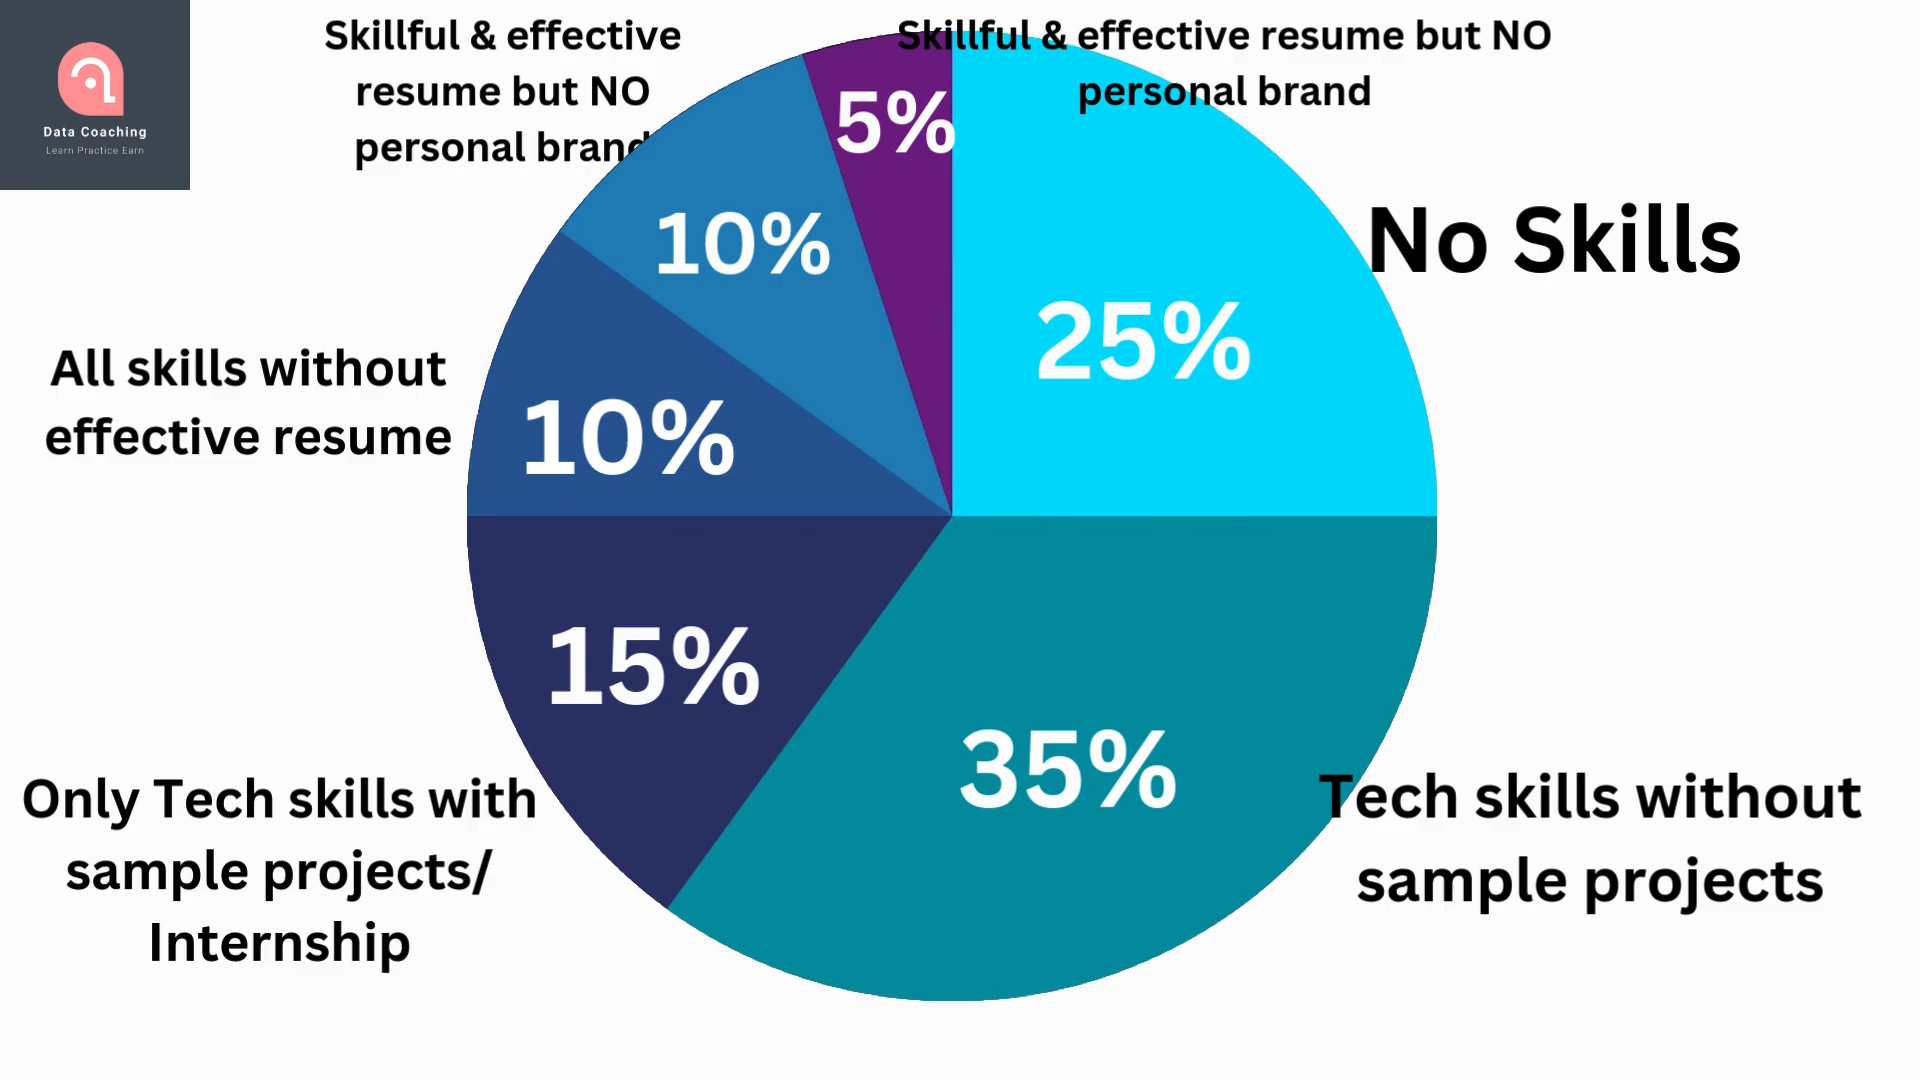 Data Coaching
Learn Practice Earn
Skillful & effective
resume but NO
personal brand
Skillful & effective resume but NO
personal brand
5%
10%
25%
No Skills
All skills without
effective resume
10%
15%
35%
Only Tech skills with
sample projects/
Internship
Tech skills without
sample projects